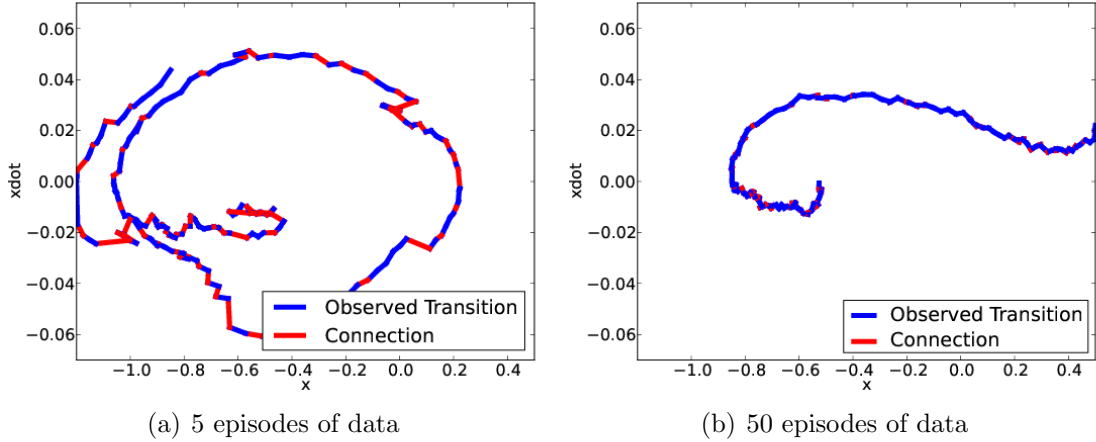 0.06
0.04
0.02
0.00
−0.02
−0.04
−0.06
xdot
−1.0 −0.8 −0.6 −0.4 −0.2 0.0 0.2 0.4
x
Observed Transition
Connection
(a) 5 episodes of data
0.06
0.04
0.02
0.00
−0.02
−0.04
−0.06
xdot
−1.0 −0.8 −0.6 −0.4 −0.2 0.0 0.2 0.4
x
Observed Transition
Connection
(b) 50 episodes of data